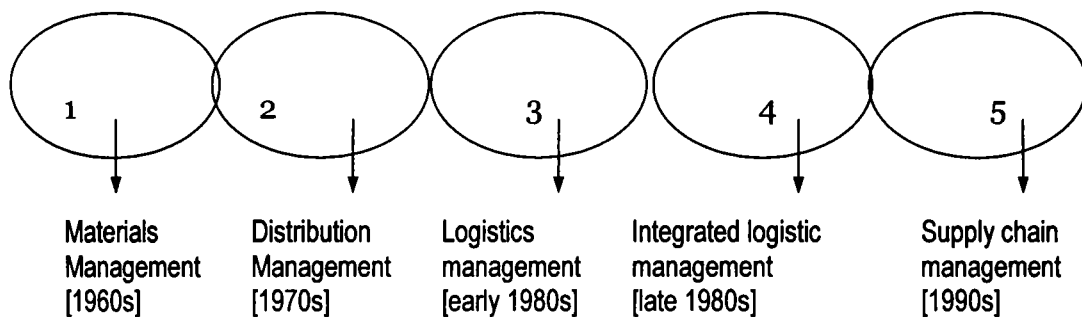 1
2
3
4
5
Materials
Management
[1960s]
Distribution
Management
[1970s]
Logistics
management
[early 1980s]
Integrated logistic
management
[late 1980s]
Supply chain
management
[1990s]